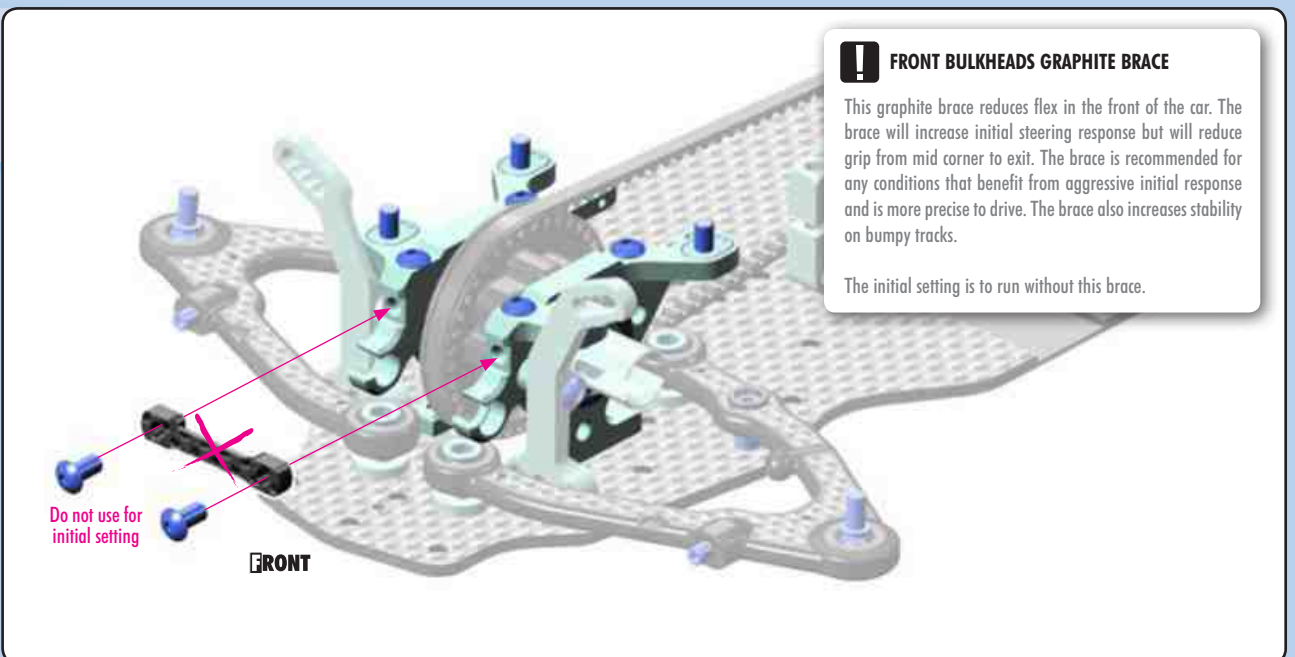 ! FRONT BULKHEADS GRAPHITE BRACE
This graphite brace reduces flex in the front of the car. The
brace will increase initial steering response but will reduce
grip from mid corner to exit. The brace is recommended for
any conditions that benefit from aggressive initial response
and is more precise to drive. The brace also increases stability
on bumpy tracks.
The initial setting is to run without this brace.
Do not use for
initial setting
FRONT